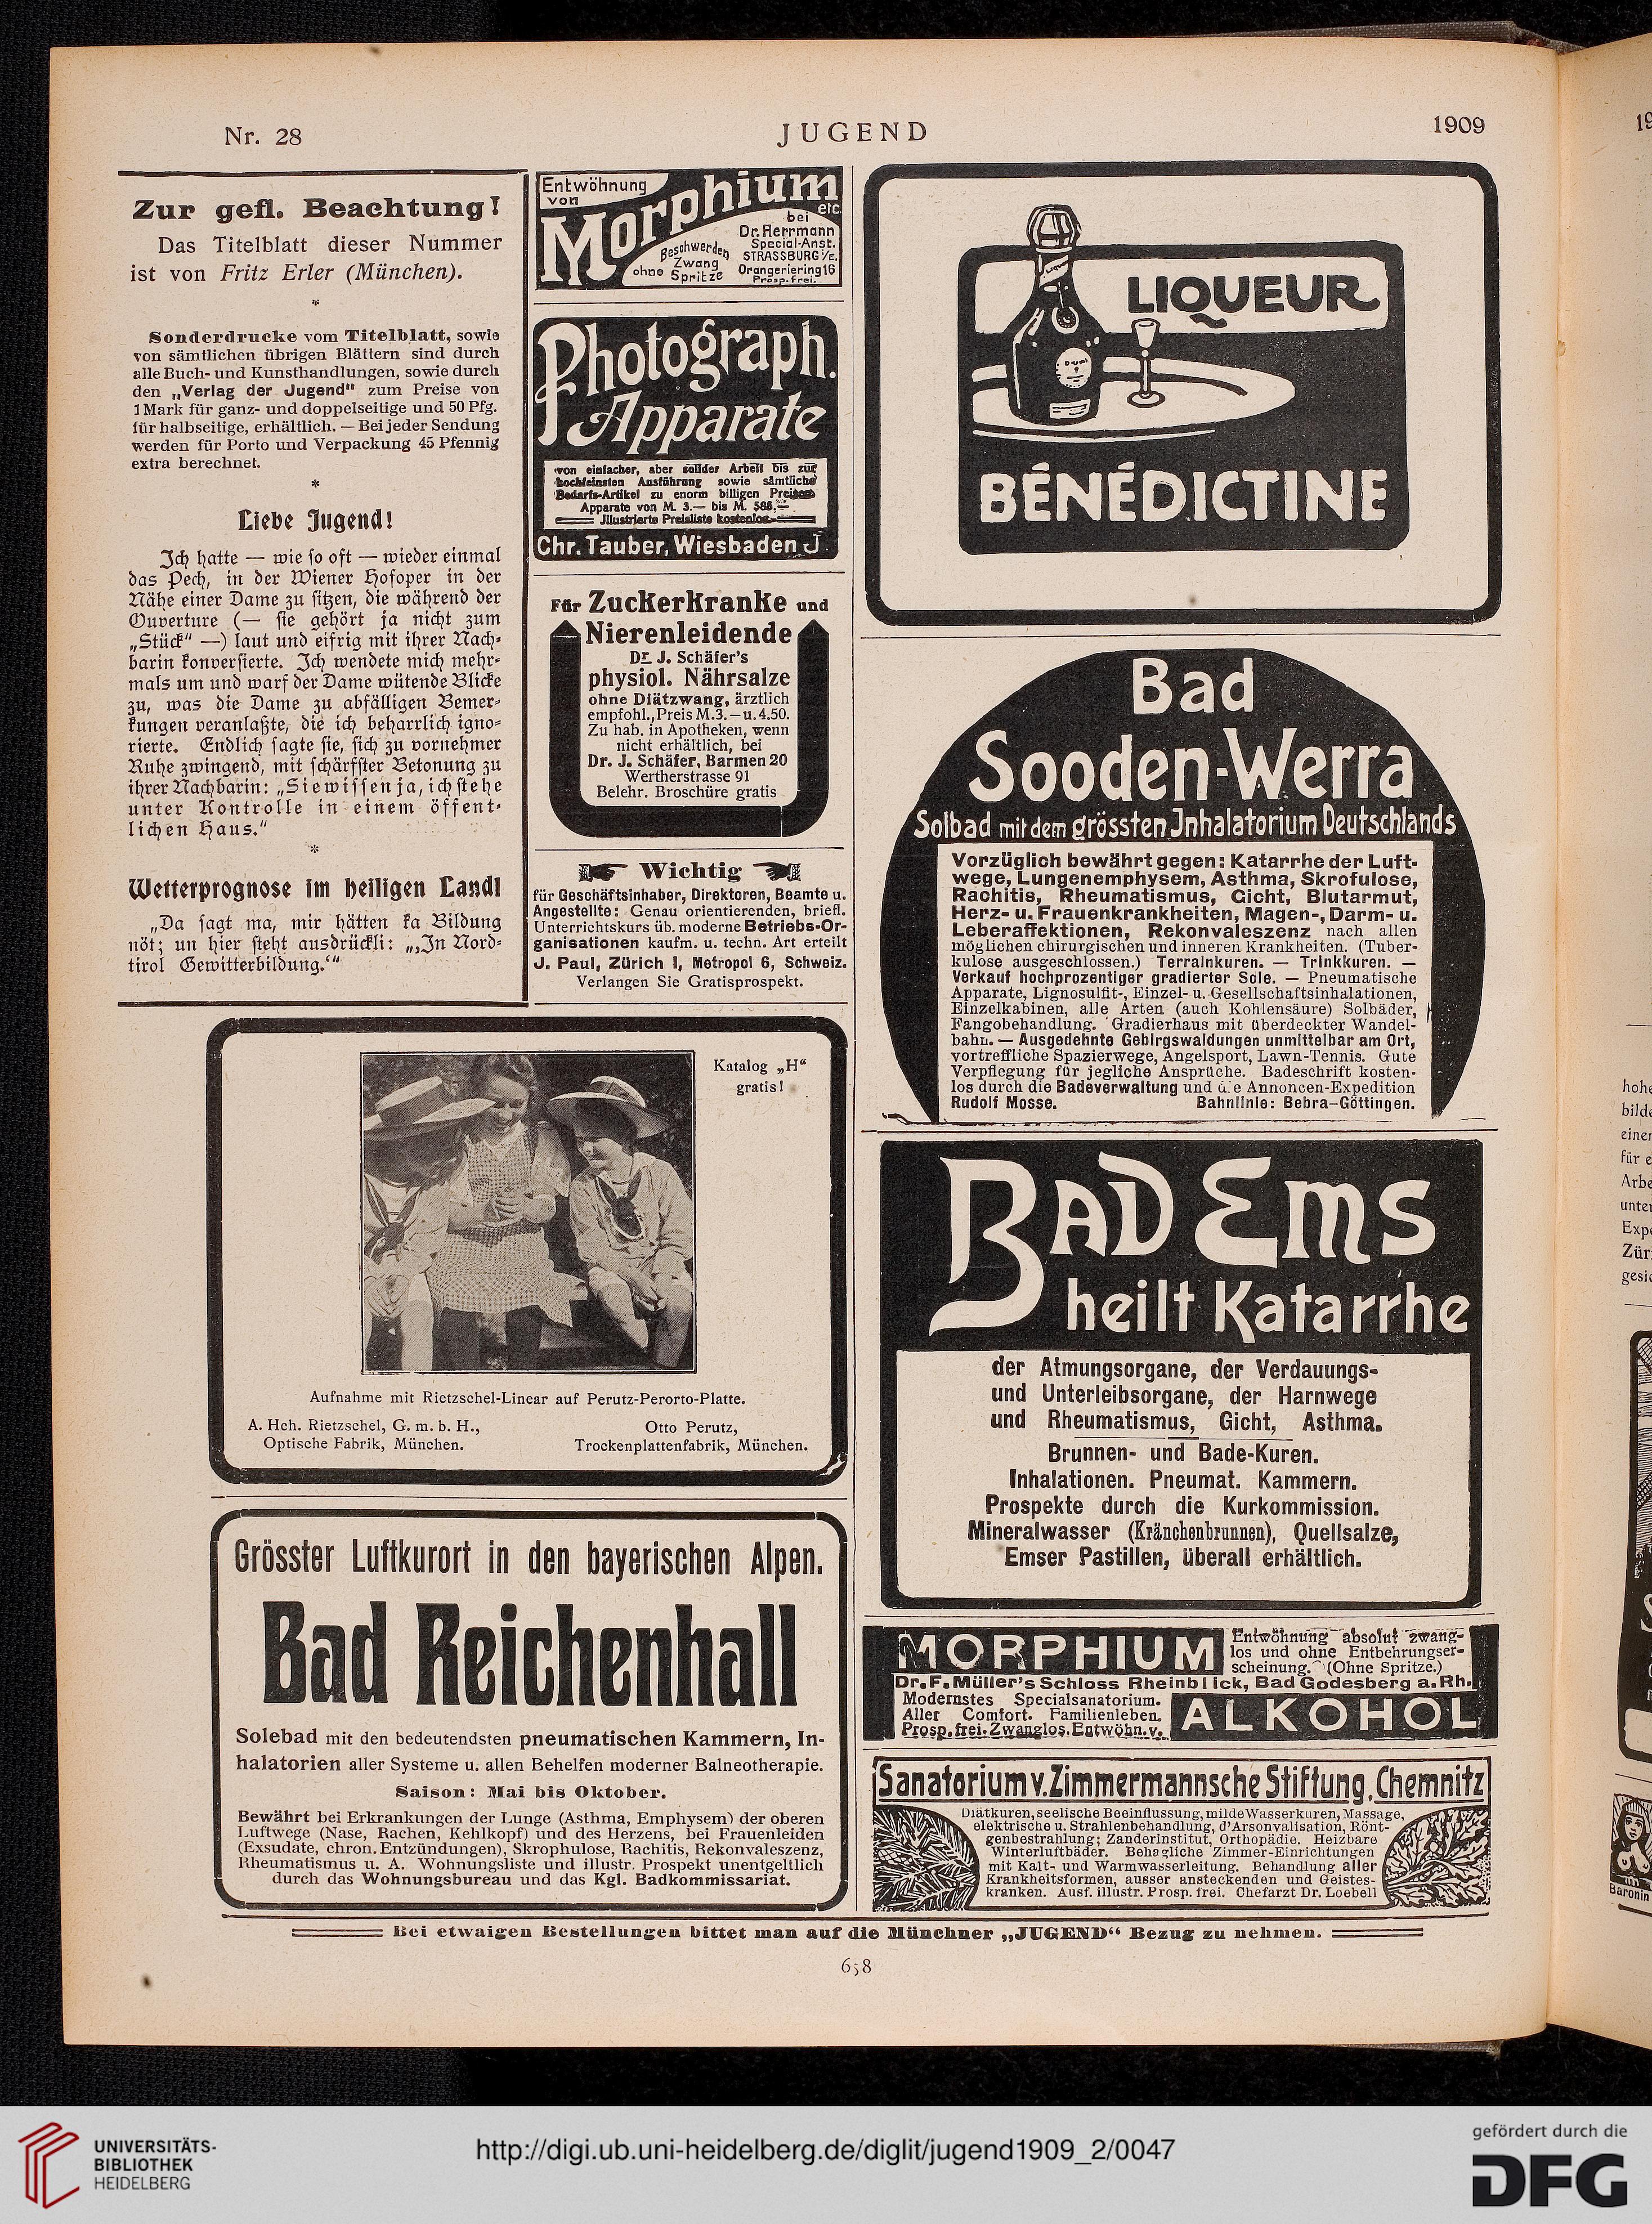 Nr. 28
JUGEND
1909
Zur gefl. Beachtung!
Das Titelblatt dieser Nummer
ist von Fritz Erler (München).
*
Sonderdrucke vom Titelblatt, sowie
von sämtlichen übrigen Blättern sind durch
alle Buch- und Kunsthandlungen, sowie durch
den „Verlag der Jugend" zum Preise von
1 Mark für ganz- und doppelseitige und 50 Pfg.
für halbseitige, erhältlich. — Bei jeder Sendung
werden für Porto und Verpackung 45 Pfennig
extra berechnet.
*
Liebe Jugend!
Ich hatte — wie so oft — wieder einmal
das Pech, in der Wiener Hofoper in der
Nähe einer Dame zu sitzen, die während der
Ouverture (— sie gehört ja nicht zum
„Stück" —) laut und eifrig mit ihrer Nach-
barin konversierte. Ich wendete mich mehr-
mals um und warf der Dame wütende Blicke
zu, was die Dame zu abfälligen Bemer-
kungen veranlaßte, die ich beharrlich igno-
rierte. Endlich sagte sie, sich zu vornehmer
Ruhe zwingend, mit schärfster Betonung zu
ihrer Nachbarin: „Sie wissen ja, ich stehe
unter Kontrolle in einem öffent-
lichen Haus."
*
Wetterprognose im heiligen Landl
„Da sagt ma, mir hätten ka Bildung
nöt; un hier steht ausdrückli: „‚In Nord-
tirol Gewitterbildung.‘"
Entwöhnung
von
Morphium
etc.
bei
Dr. Herrmann
Special-Anst.
STRASSBURG i/E.
Orangeriering 16
Prosp. frei.
Beschwerden
Zwang
ohne Spritze
Photograph.
Apparate
von einfacher, aber solider Arbeit bis zur
hochfeinsten Ausführung sowie sämtliche
Bedarfs-Artikel zu enorm billigen Preisen
Apparate von M. 3.— bis M. 585.—
Jllustrierte Preisliste kostenlos.
Chr. Tauber, Wiesbaden J
Für Zuckerkranke und
Nierenleidende
Dr. J. Schäfer's
physiol. Nährsalze
ohne Diätzwang, ärztlich
empfohl., Preis M. 3.— u. 4.50.
Zu hab. in Apotheken, wenn
nicht erhältlich, bei
Dr. J. Schäfer, Barmen 20
Wertherstrasse 91
Belehr. Broschüre gratis
Wichtig
für Geschäftsinhaber, Direktoren, Beamte u.
Angestellte: Genau orientierenden, briefl.
Unterrichtskurs üb. moderne Betriebs-Or-
ganisationen kaufm. u. techn. Art erteilt
J. Paul, Zürich I, Metropol 6, Schweiz.
Verlangen Sie Gratisprospekt.
Katalog „H“
gratis!
Aufnahme mit Rietzschel-Linear auf Perutz-Perorto-Platte.
A. Hch. Rietzschel, G. m. b. H.,
Optische Fabrik, München.
Otto Perutz,
Trockenplattenfabrik, München.
Grösster Luftkurort in den bayerischen Alpen.
Bad Reichenhall
Solebad mit den bedeutendsten pneumatischen Kammern, In-
halatorien aller Systeme u. allen Behelfen moderner Balneotherapie.
Saison: Mai bis Oktober.
Bewährt bei Erkrankungen der Lunge (Asthma, Emphysem) der oberen
Luftwege (Nase, Rachen, Kehlkopf) und des Herzens, bei Frauenleiden
(Exsudate, chron. Entzündungen), Skrophulose, Rachitis, Rekonvaleszenz,
Rheumatismus u. A. Wohnungsliste und illustr. Prospekt unentgeltlich
durch das Wohnungsbureau und das Kgl. Badkommissariat.
LIQUEUR
BÉNÉDICTINE
Bad
Sooden-Werra
Solbad mit dem grössten Jnhalatorium Deutschlands
Vorzüglich bewährt gegen: Katarrhe der Luft-
wege, Lungenemphysem, Asthma, Skrofulose,
Rachitis, Rheumatismus, Gicht, Blutarmut,
Herz- u. Frauenkrankheiten, Magen-, Darm- u.
Leberaffektionen, Rekonvaleszenz nach allen
möglichen chirurgischen und inneren Krankheiten. (Tuber-
kulose ausgeschlossen.) Terrainkuren. — Trinkkuren. —
Verkauf hochprozentiger gradierter Sole. — Pneumatische
Apparate, Lignosulfit-, Einzel- u. Gesellschaftsinhalationen,
Einzelkabinen, alle Arten (auch Kohlensäure) Solbäder,
Fangobehandlung. Gradierhaus mit überdeckter Wandel-
bahn. — Ausgedehnte Gebirgswaldungen unmittelbar am Ort,
vortreffliche Spazierwege, Angelsport, Lawn-Tennis. Gute
Verpflegung für jegliche Ansprüche. Badeschrift kosten-
los durch die Badeverwaltung und die Annoncen-Expedition
Rudolf Mosse. Bahnlinie: Bebra-Göttingen.
BAD EMS
heilt Katarrhe
der Atmungsorgane, der Verdauungs-
und Unterleibsorgane, der Harnwege
und Rheumatismus, Gicht, Asthma.
Brunnen- und Bade-Kuren.
Inhalationen. Pneumat. Kammern.
Prospekte durch die Kurkommission.
Mineralwasser (Kränchenbrunnen), Quellsalze,
Emser Pastillen, überall erhältlich.
MORPHIUM
Entwöhnung absolut zwang-
los und ohne Entbehrungser-
scheinung. (Ohne Spritze.)
Dr. F. Müller's Schloss Rheinblick, Bad Godesberg a. Rh.
Modernstes Specialsanatorium.
Aller Comfort. Familienleben.
Prosp. frei. Zwanglos. Entwöhn. v.
ALKOHOL
Sanatorium v. Zimmermannsche Stiftung, Chemnitz
Diätkuren, seelische Beeinflussung, milde Wasserkuren, Massage,
elektrische u. Strahlenbehandlung, d'Arsonvalisation, Rönt-
genbestrahlung; Zanderinstitut, Orthopädie. Heizbare
Winterluftbäder. Behagliche Zimmer-Einrichtungen
mit Kalt- und Warmwasserleitung. Behandlung aller
Krankheitsformen, ausser ansteckenden und Geistes-
kranken. Ausf. illustr. Prosp. frei. Chefarzt Dr. Loebell
Bei etwaigen Bestellungen bittet man auf die Münchner „JUGEND“ Bezug zu nehmen.
658
hohe
bilde
einer
für e
Arbe
unter
Expe
Zür
gesi
Baronin
UNIVERSITÄTS-
BIBLIOTHEK
HEIDELBERG
http://digi.ub.uni-heidelberg.de/diglit/jugend1909_2/0047
gefördert durch die
DFG